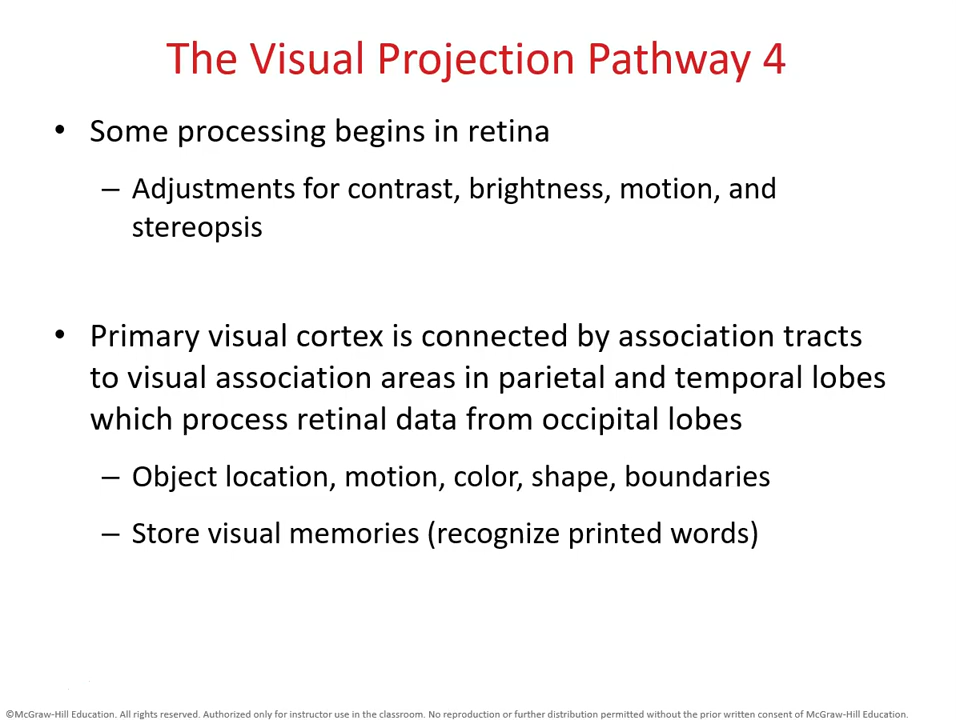 The Visual Projection Pathway 4
• Some processing begins in retina
– Adjustments for contrast, brightness, motion, and
stereopsis
• Primary visual cortex is connected by association tracts
to visual association areas in parietal and temporal lobes
which process retinal data from occipital lobes
– Object location, motion, color, shape, boundaries
– Store visual memories (recognize printed words)
©McGraw-Hill Education. All rights reserved. Authorized only for instructor use in the classroom. No reproduction or further distribution permitted without the prior written consent of McGraw-Hill Education.